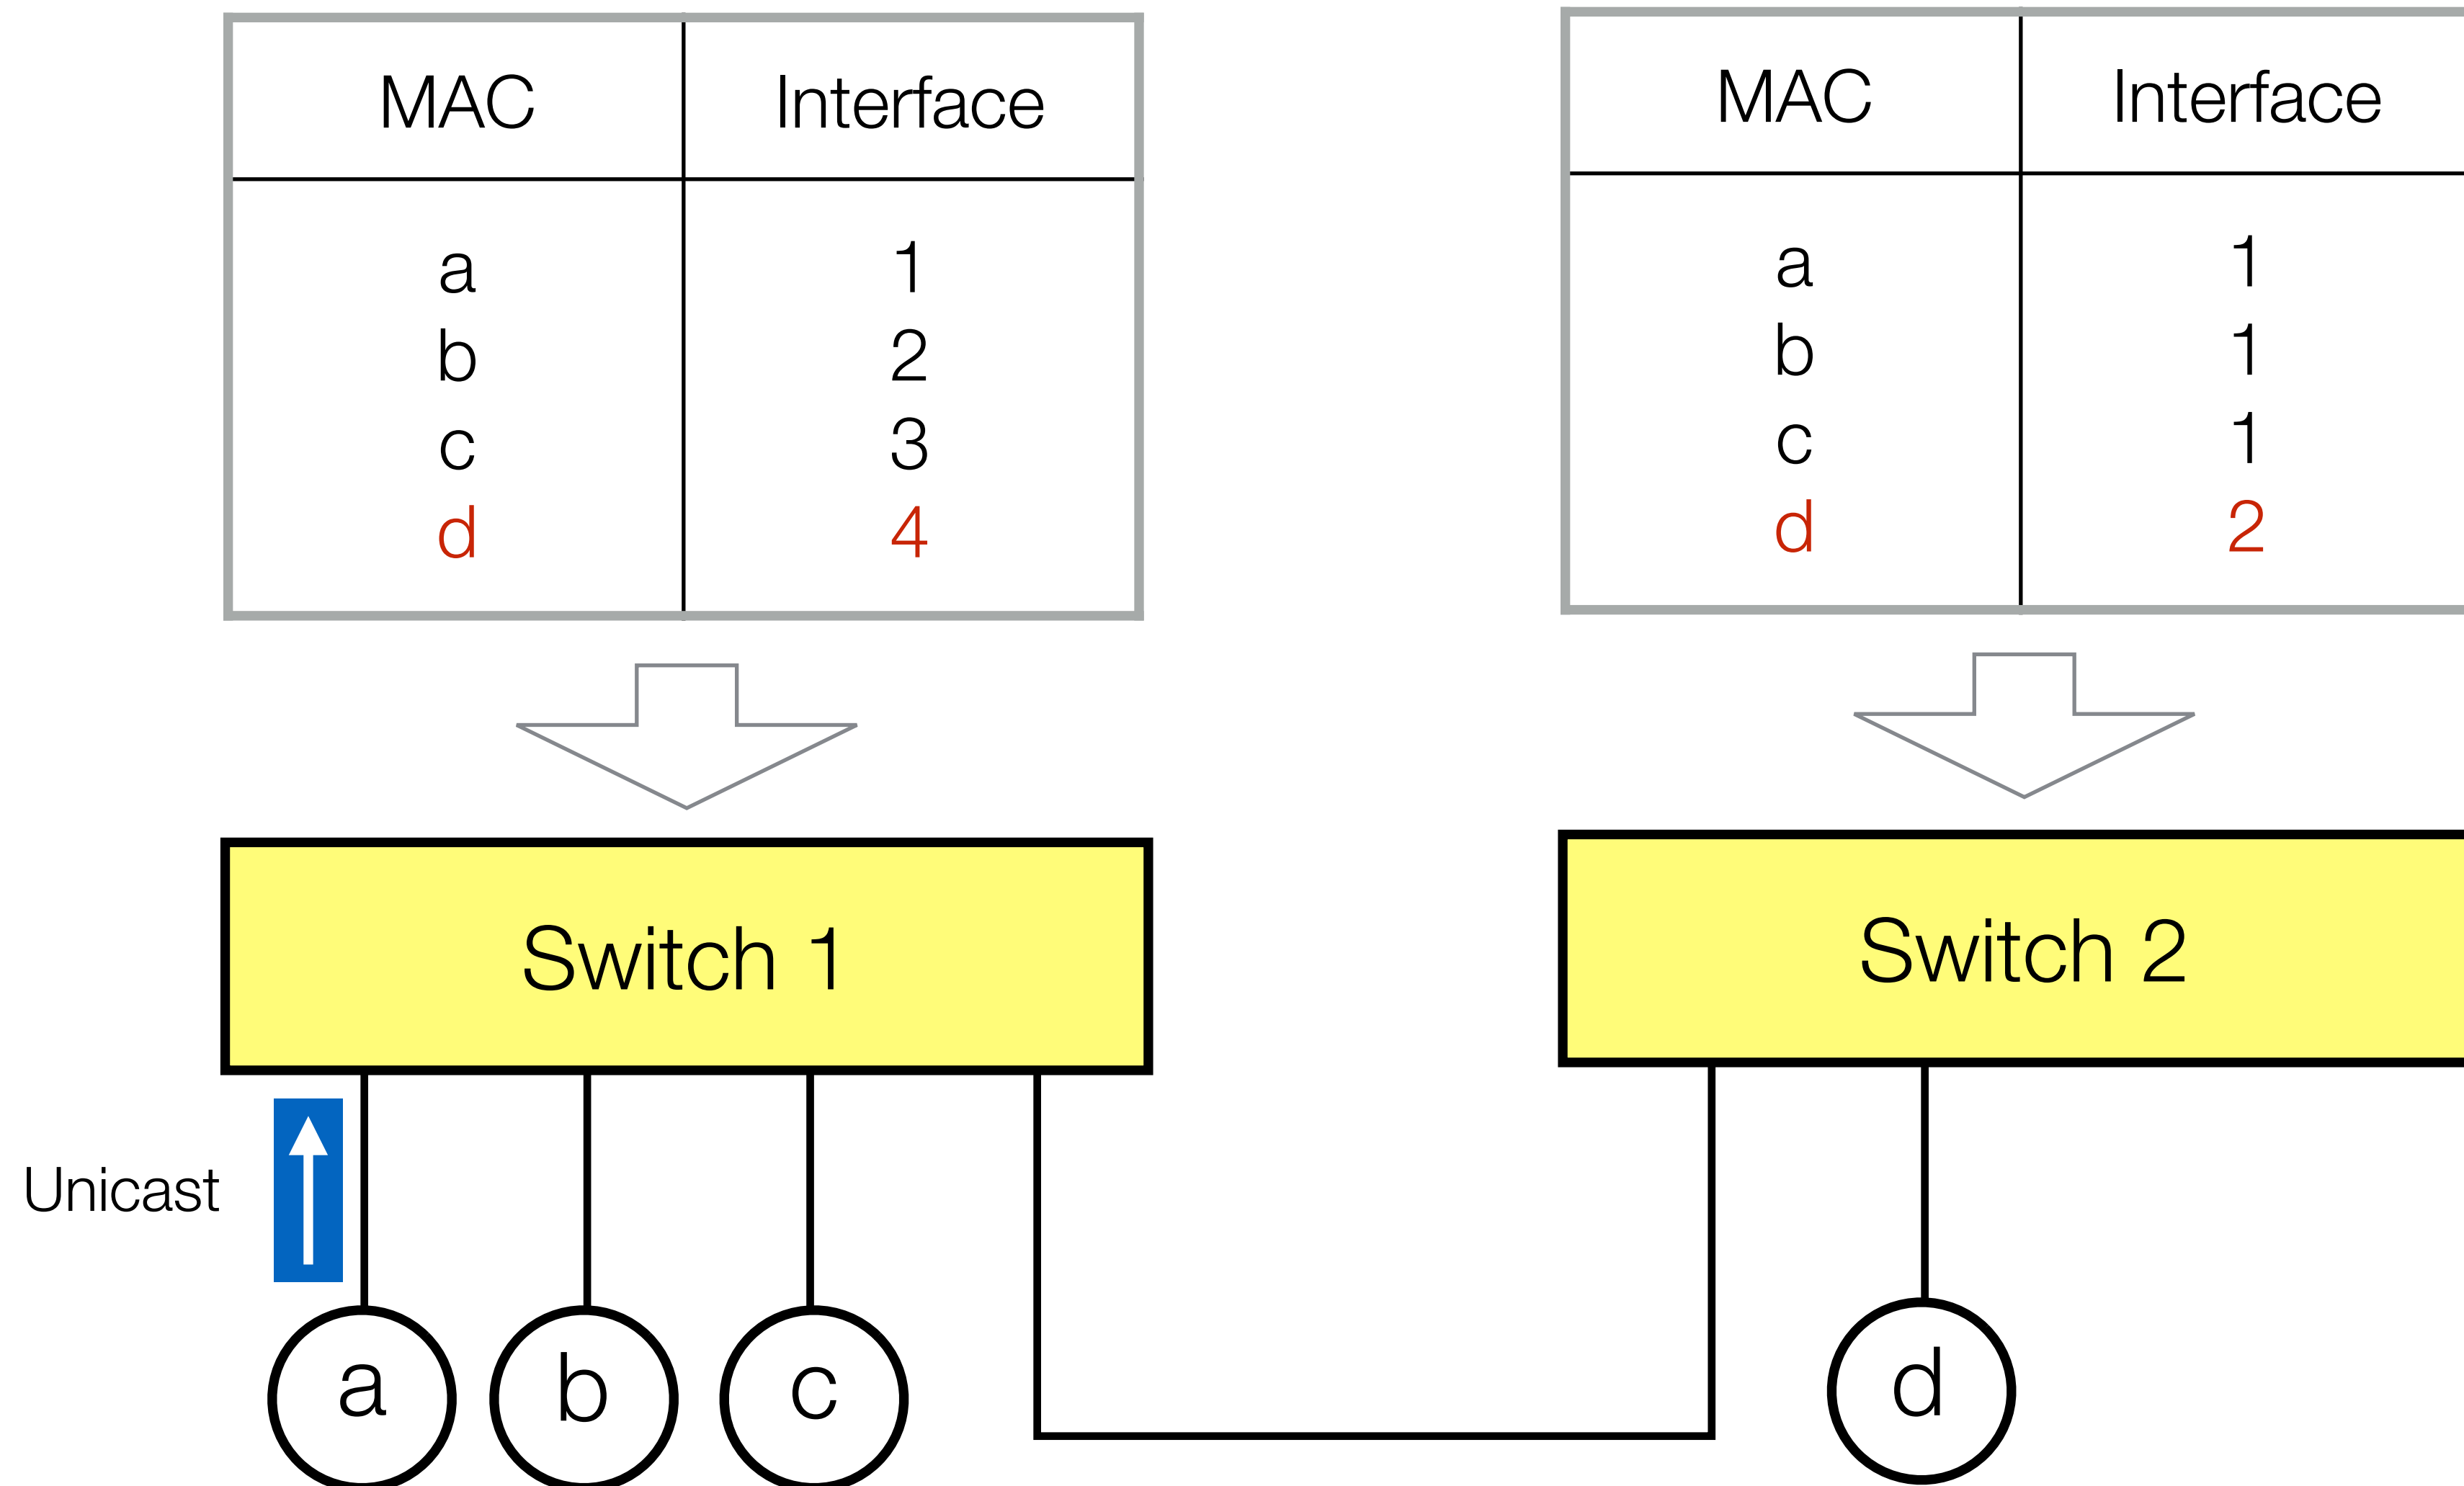 MAC Interface
a 1
b 2
c 3
d 4
MAC Interface
a 1
b 1
c 1
d 2
Switch 1
Switch 2
Unicast
a b c d